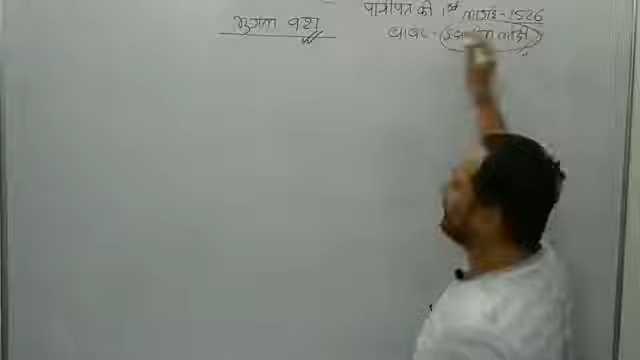 मुगल वंश
पानीपत की 1st लड़ाई - 1526
बाबर - लोदी